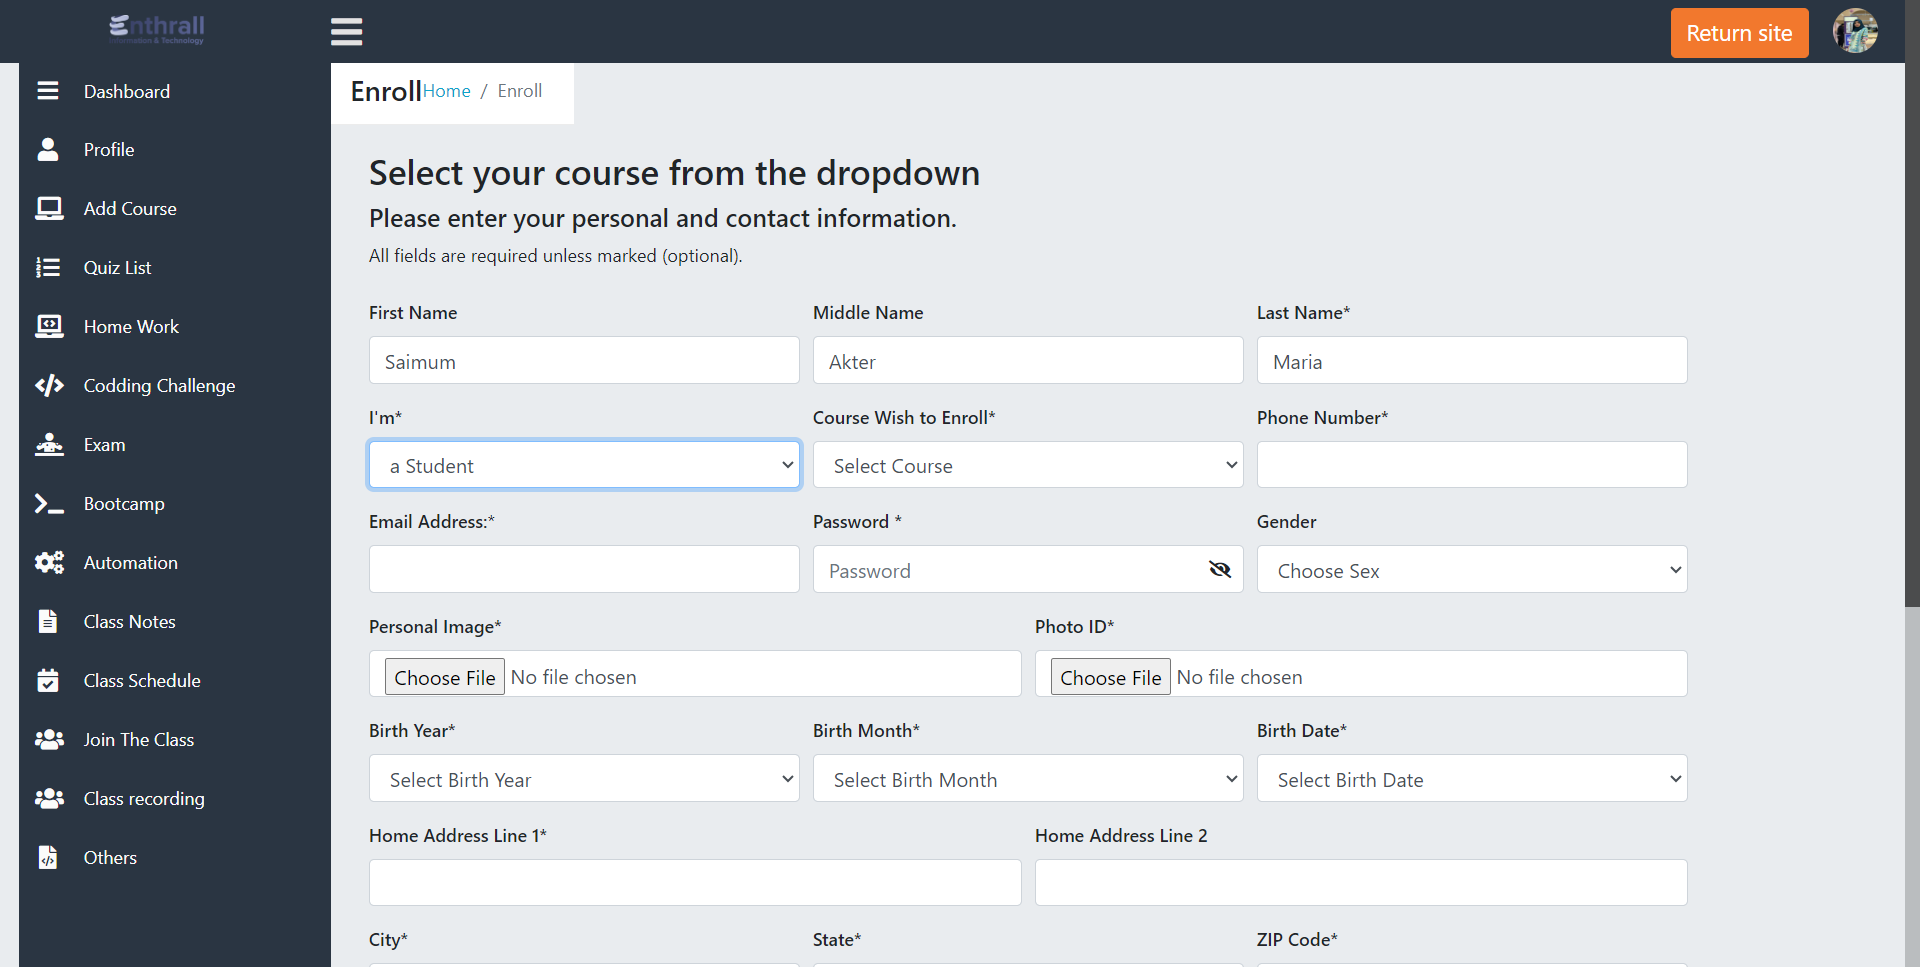 Enthrall
Information & Technology
Return site
Dashboard
Profile
Add Course
Quiz List
Home Work
Codding Challenge
Exam
Bootcamp
Automation
Class Notes
Class Schedule
Join The Class
Class recording
Others
Enroll Home / Enroll
Select your course from the dropdown
Please enter your personal and contact information.
All fields are required unless marked (optional).
First Name Middle Name Last Name*
Saimum Akter Maria
I'm* Course Wish to Enroll* Phone Number*
a Student Select Course
Email Address:* Password * Gender
Password Choose Sex
Personal Image* Photo ID*
Choose File No file chosen Choose File No file chosen
Birth Year* Birth Month* Birth Date*
Select Birth Year Select Birth Month Select Birth Date
Home Address Line 1* Home Address Line 2
City* State* ZIP Code*